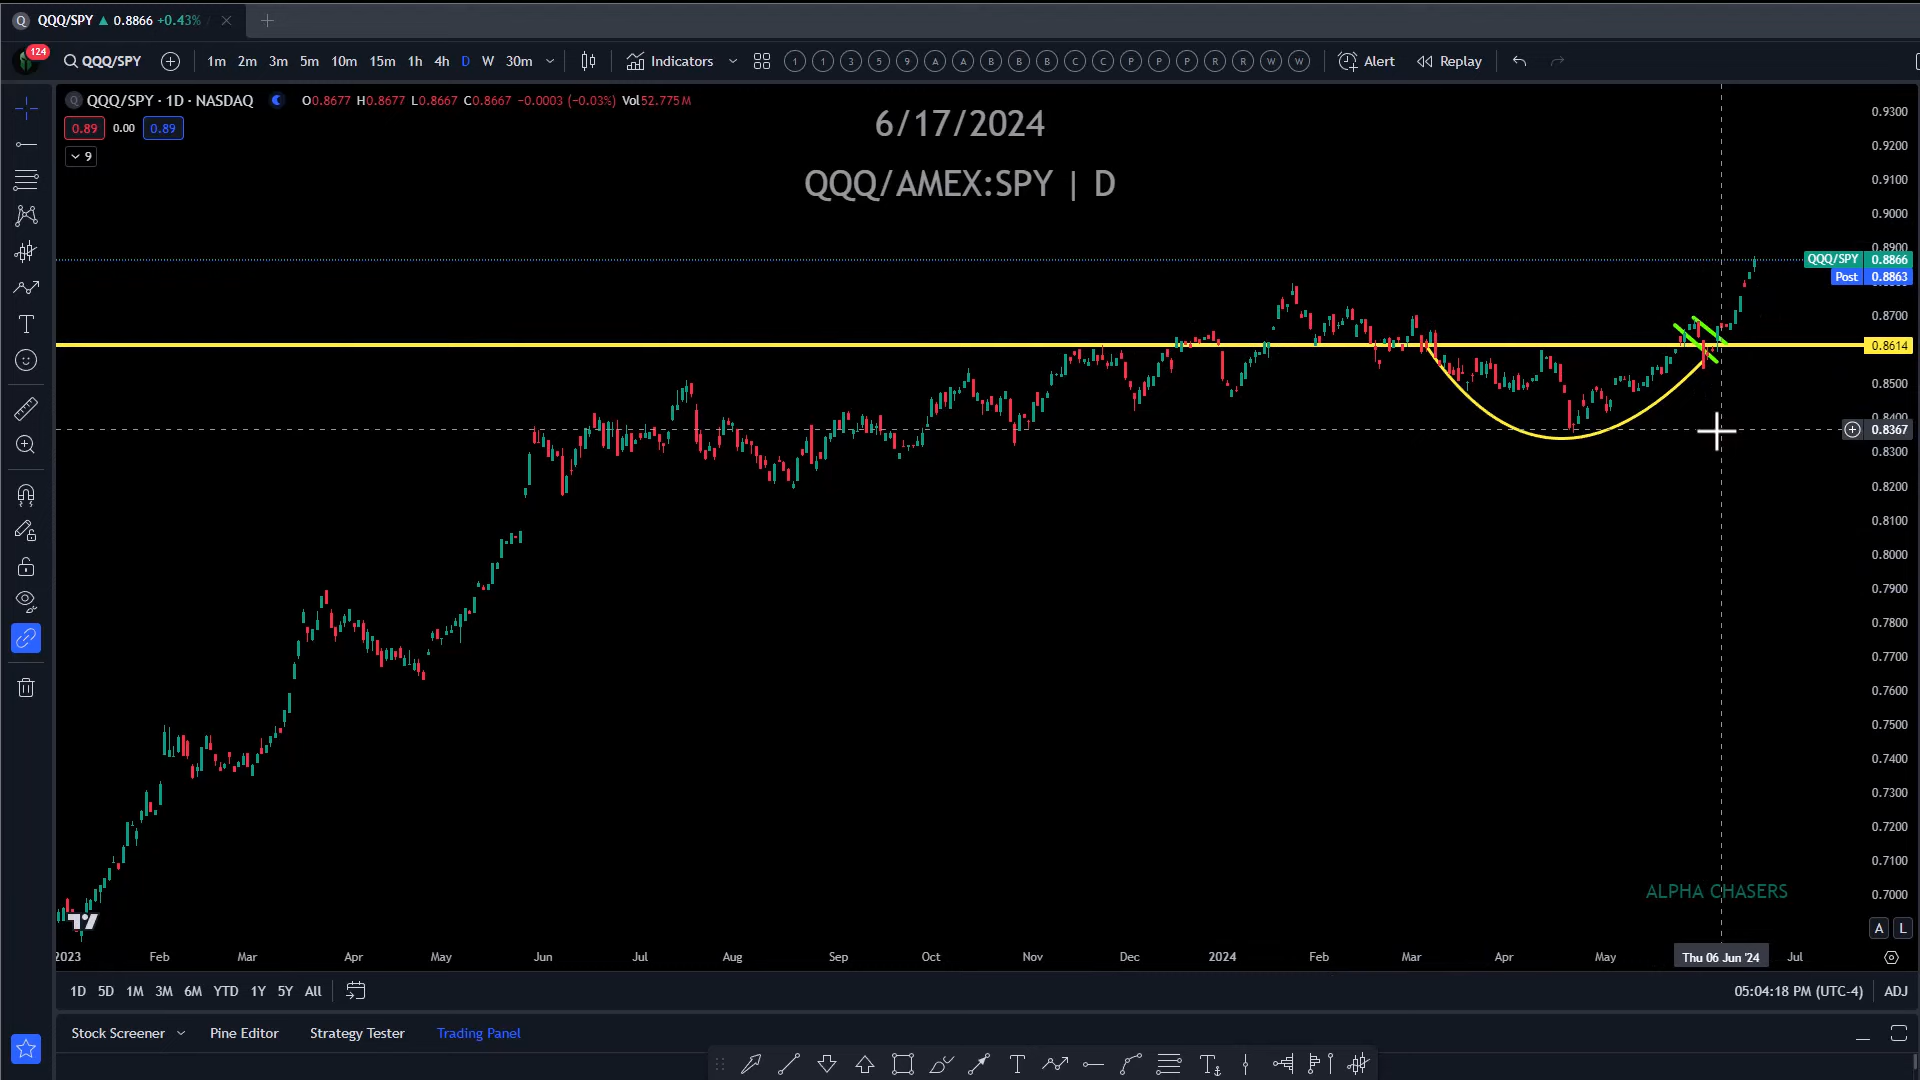 QQQ/SPY ▲ 0.8866 +0.43%
124
QQQ/SPY 1m 2m 3m 5m 10m 15m 1h 4h D W 30m Indicators 1 1 3 5 9 A A B B B C C P P P R R W W Alert Replay
QQQ/SPY · 1D · NASDAQ O0.8677 H0.8677 L0.8667 C0.8667 −0.0003 (−0.03%) Vol52.775M
0.89 0.00 0.89
9
6/17/2024
QQQ/AMEX:SPY | D
0.9300
0.9200
0.9100
0.9000
0.8900
QQQ/SPY 0.8866
Post 0.8863
0.8700
0.8614
0.8500
0.8400
0.8367
0.8300
0.8200
0.8100
0.8000
0.7900
0.7800
0.7700
0.7600
0.7500
0.7400
0.7300
0.7200
0.7100
0.7000
ALPHA CHASERS
A L
2023 Feb Mar Apr May Jun Jul Aug Sep Oct Nov Dec 2024 Feb Mar Apr May Thu 06 Jun '24 Jul
1D 5D 1M 3M 6M YTD 1Y 5Y All 05:04:18 PM (UTC-4) ADJ
Stock Screener Pine Editor Strategy Tester Trading Panel